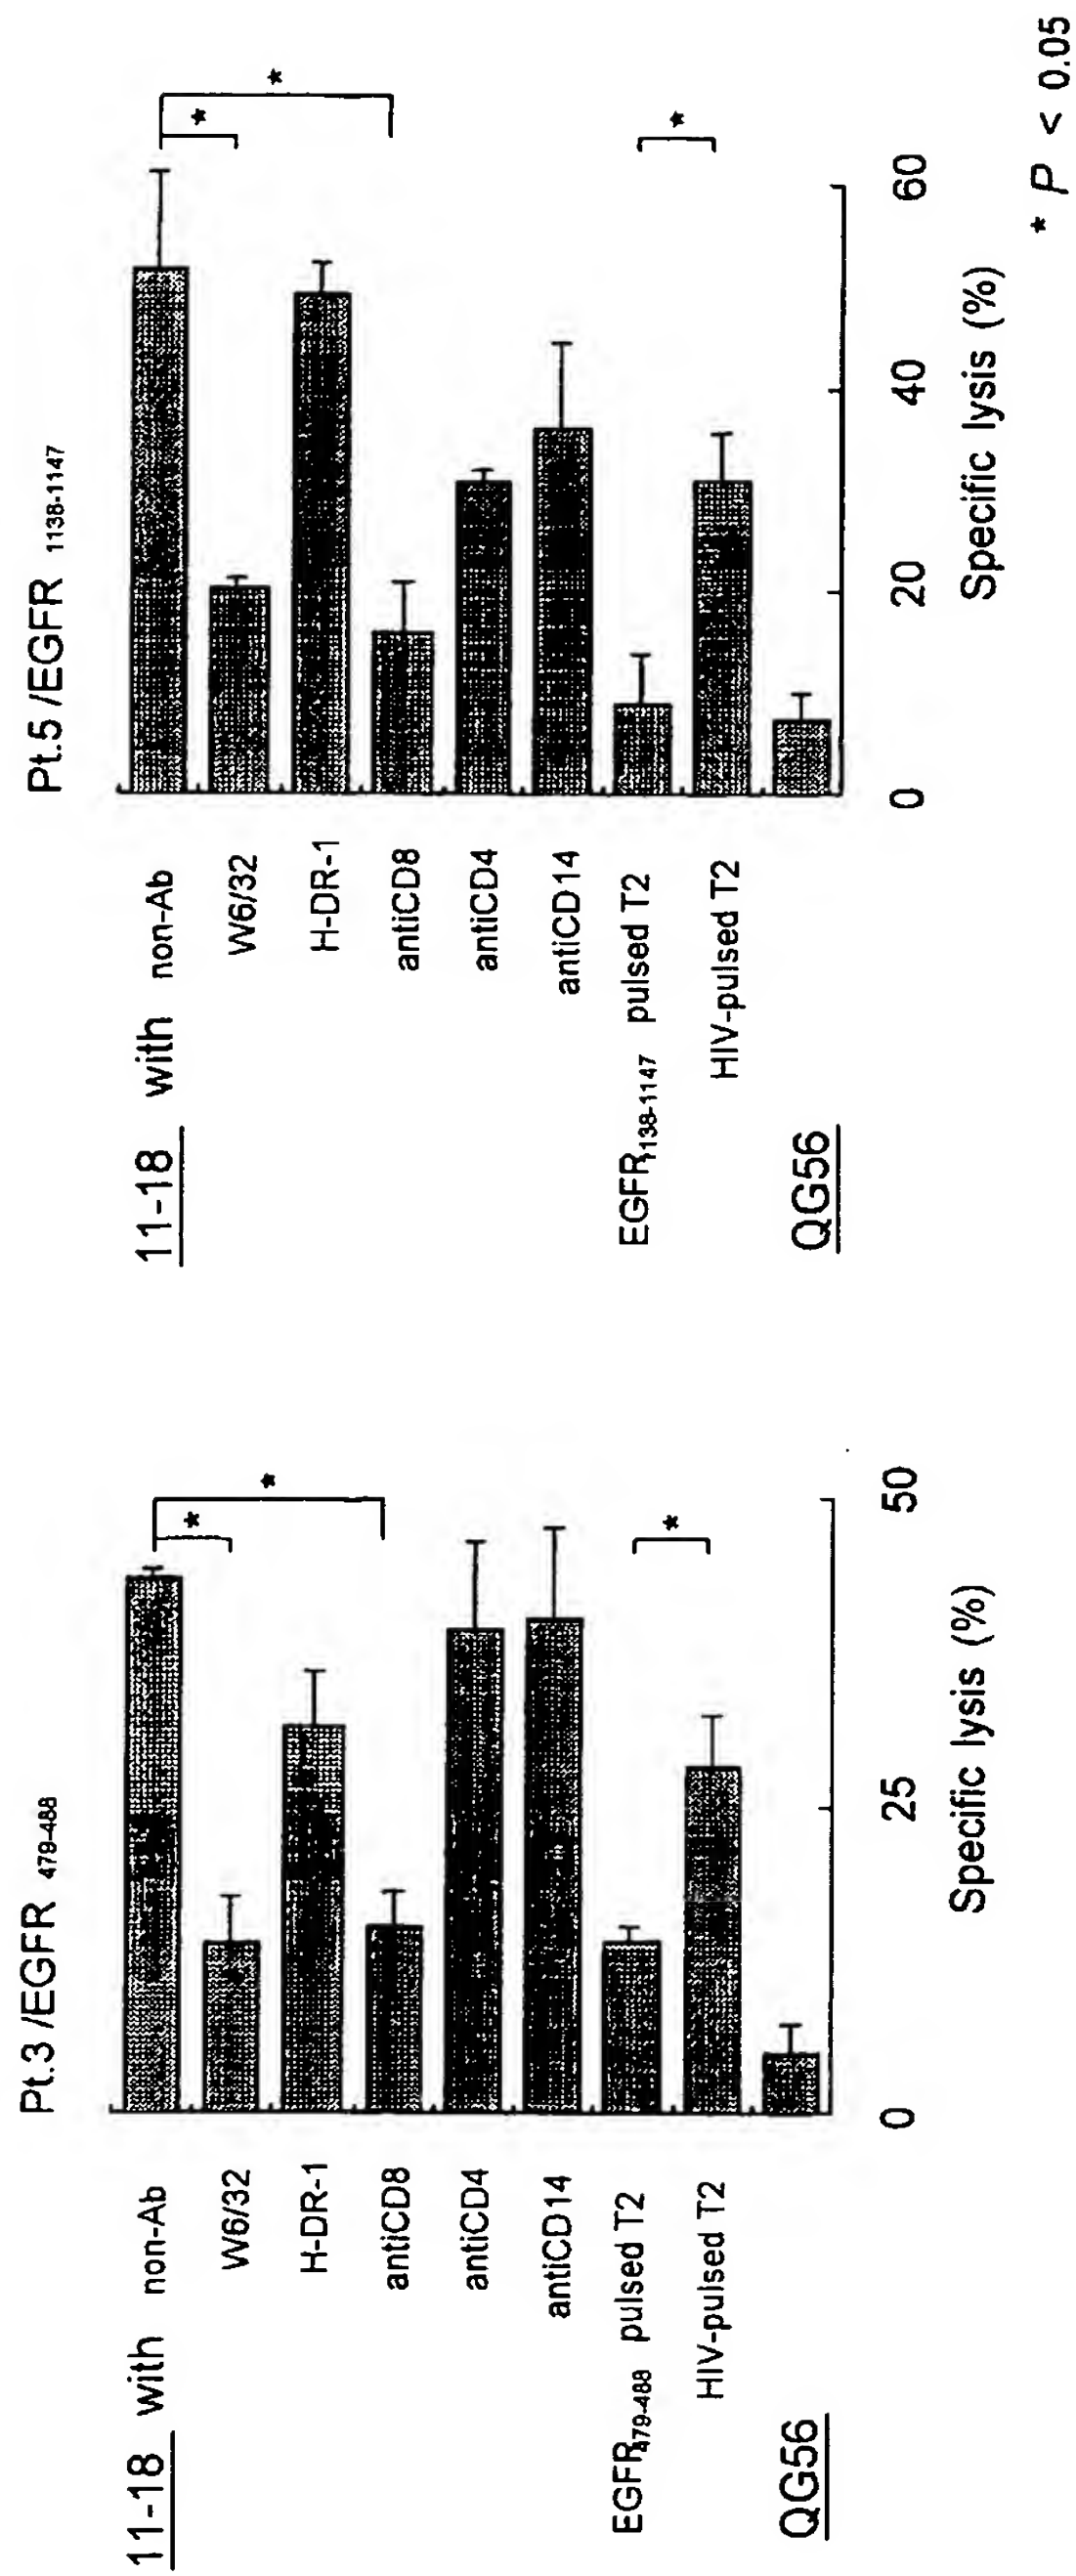 Pt.3 /EGFR 479-488
11-18 with non-Ab
W6/32
H-DR-1
antiCD8
antiCD4
antiCD14
EGFR479-488 pulsed T2
HIV-pulsed T2
QG56
*
*
*
0 25 50
Specific lysis (%)
Pt.5 /EGFR 1138-1147
11-18 with non-Ab
W6/32
H-DR-1
antiCD8
antiCD4
antiCD14
EGFR1138-1147 pulsed T2
HIV-pulsed T2
QG56
*
*
*
0 20 40 60
Specific lysis (%)
* P < 0.05